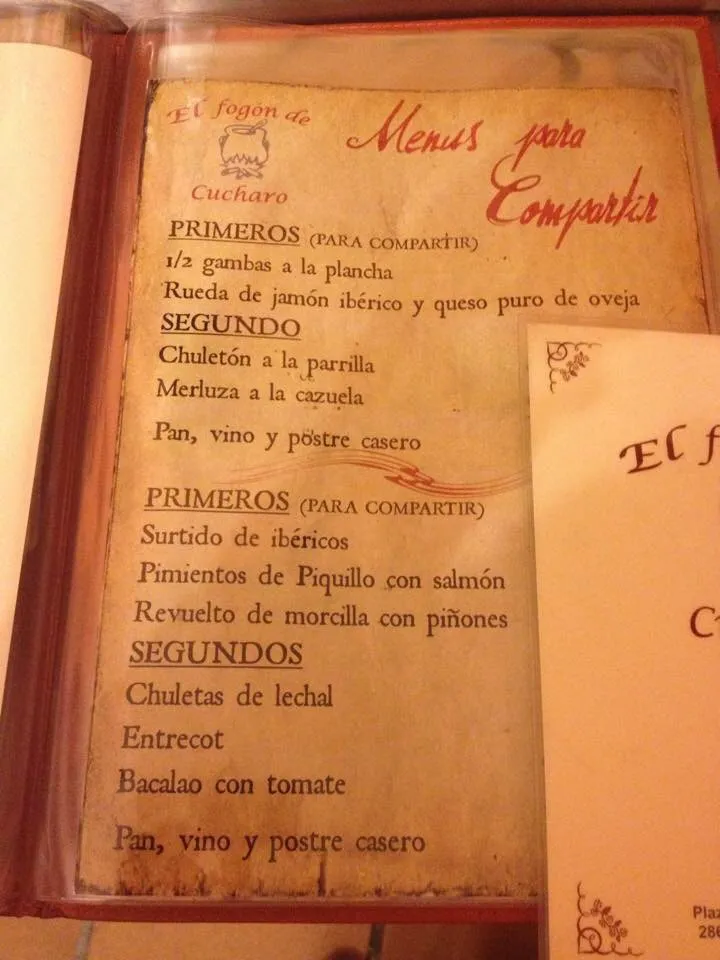 El fogón de
Cucharo
Menus para
Compartir
PRIMEROS (PARA COMPARTIR)
1/2 gambas a la plancha
Rueda de jamón ibérico y queso puro de oveja
SEGUNDO
Chuletón a la parrilla
Merluza a la cazuela
Pan, vino y postre casero
PRIMEROS (PARA COMPARTIR)
Surtido de ibéricos
Pimientos de Piquillo con salmón
Revuelto de morcilla con piñones
SEGUNDOS
Chuletas de lechal
Entrecot
Bacalao con tomate
Pan, vino y postre casero
El f
C
Plaz
286